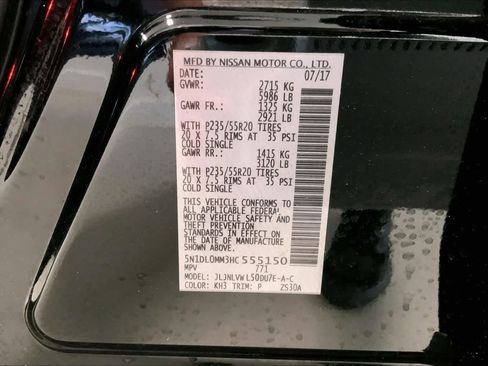 MFD BY NISSAN MOTOR CO., LTD.
DATE: 07/17
GVWR: 2715 KG
5986 LB
GAWR FR.: 1325 KG
2921 LB
WITH P235/55R20 TIRES
20 X 7.5 RIMS AT 35 PSI
COLD SINGLE
GAWR RR.: 1415 KG
3120 LB
WITH P235/55R20 TIRES
20 X 7.5 RIMS AT 35 PSI
COLD SINGLE
THIS VEHICLE CONFORMS TO
ALL APPLICABLE FEDERAL
MOTOR VEHICLE SAFETY AND
THEFT PREVENTION
STANDARDS IN EFFECT ON
THE DATE OF MANUFACTURE
SHOWN ABOVE.
5N1DL0MM3HC555150
MPV 771
MODEL: JLJNLVWL50DU7E-A-C
COLOR: KH3 TRIM: P ZS30A